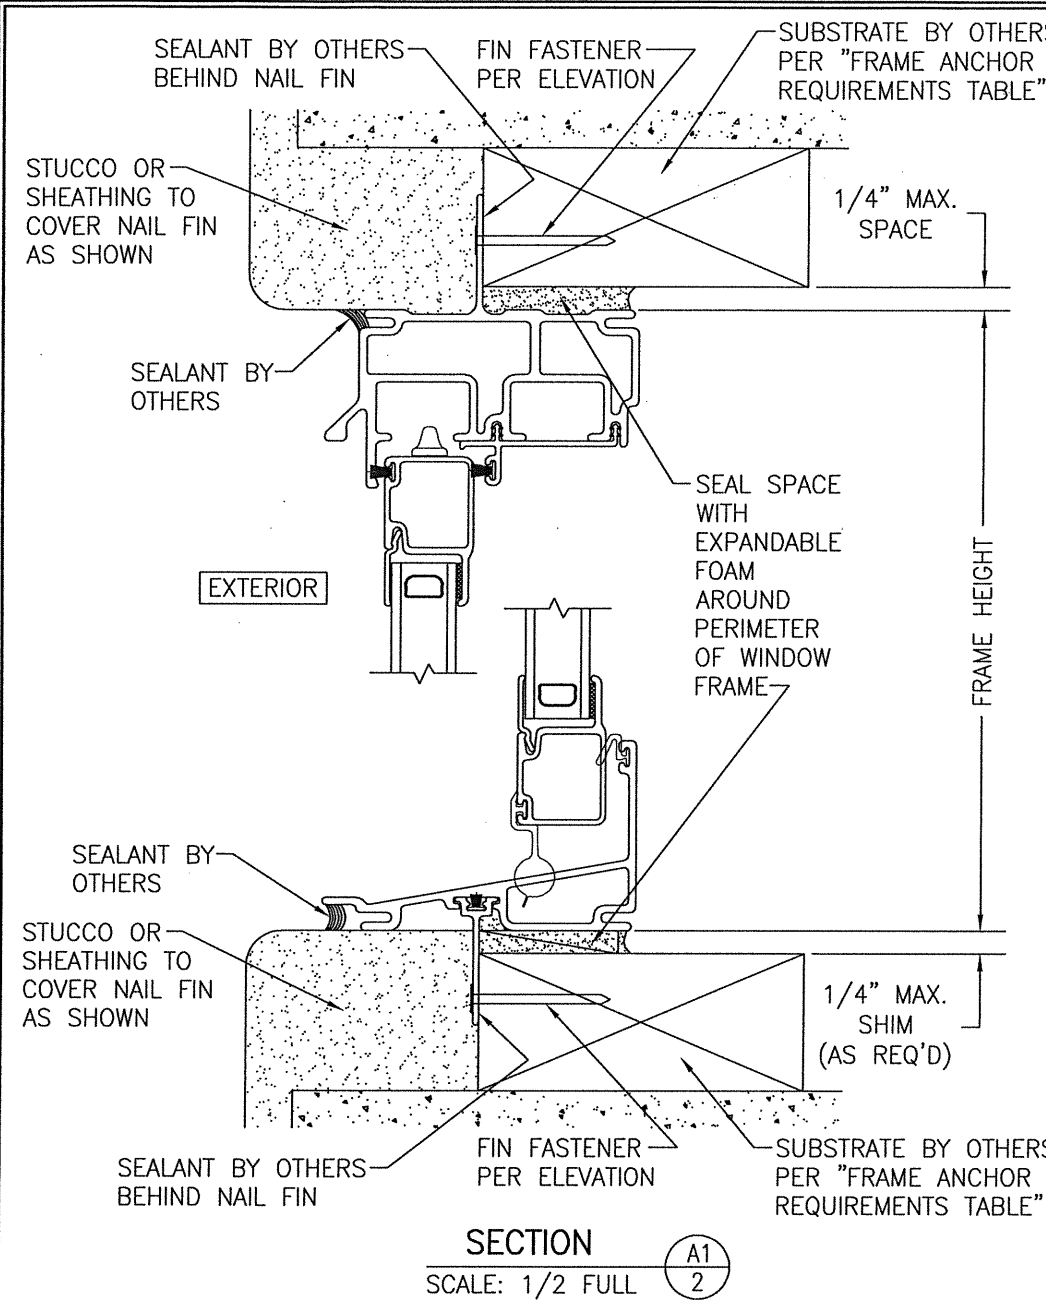 SEALANT BY OTHERS
BEHIND NAIL FIN
FIN FASTENER
PER ELEVATION
SUBSTRATE BY OTHERS
PER "FRAME ANCHOR
REQUIREMENTS TABLE"
STUCCO OR
SHEATHING TO
COVER NAIL FIN
AS SHOWN
1/4" MAX.
SPACE
SEALANT BY
OTHERS
SEAL SPACE
WITH
EXPANDABLE
FOAM
AROUND
PERIMETER
OF WINDOW
FRAME
EXTERIOR
FRAME HEIGHT
SEALANT BY
OTHERS
STUCCO OR
SHEATHING TO
COVER NAIL FIN
AS SHOWN
1/4" MAX.
SHIM
(AS REQ'D)
SEALANT BY OTHERS
BEHIND NAIL FIN
FIN FASTENER
PER ELEVATION
SUBSTRATE BY OTHERS
PER "FRAME ANCHOR
REQUIREMENTS TABLE"
SECTION
SCALE: 1/2 FULL
A1
2